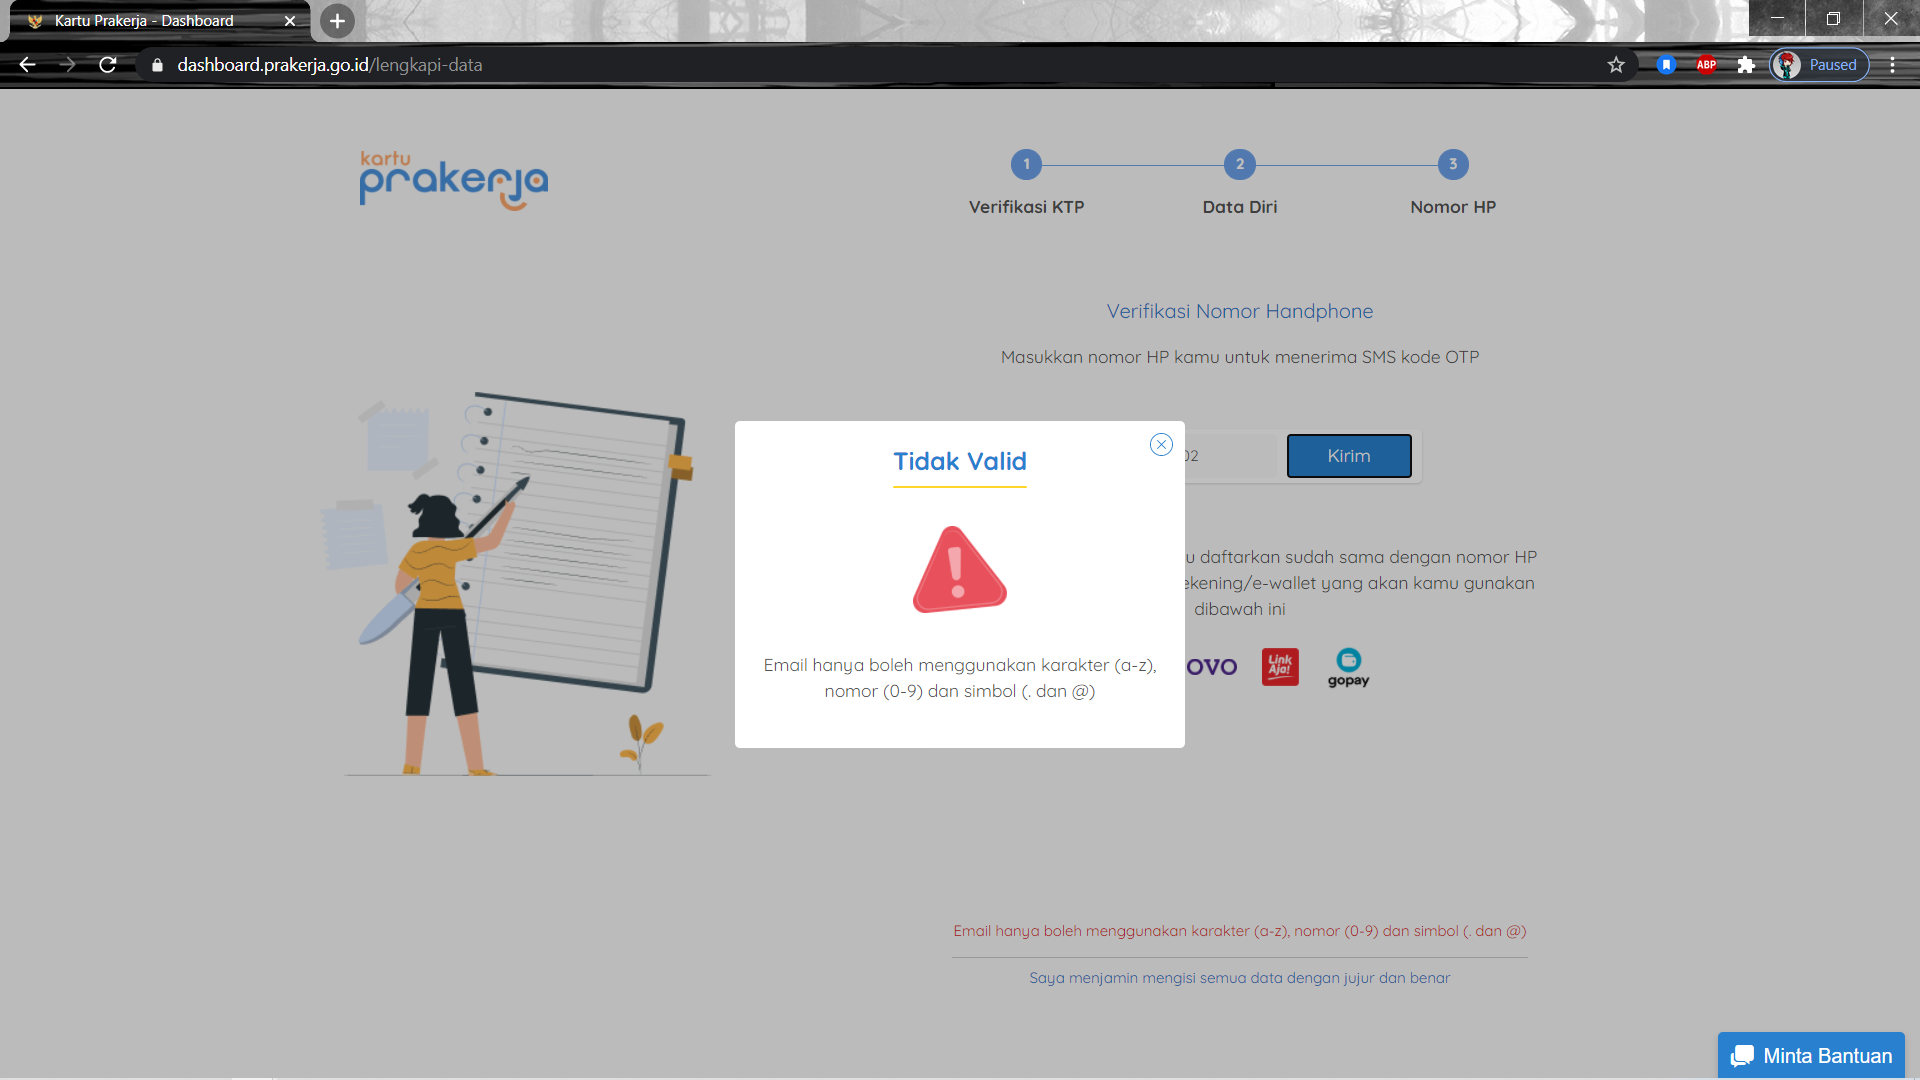 Kartu Prakerja - Dashboard
dashboard.prakerja.go.id/lengkapi-data
ABP
Paused
kartu
prakerja
1
2
3
Verifikasi KTP
Data Diri
Nomor HP
Verifikasi Nomor Handphone
Masukkan nomor HP kamu untuk menerima SMS kode OTP
Tidak Valid
02
Kirim
Email hanya boleh menggunakan karakter (a-z),
nomor (0-9) dan simbol (. dan @)
u daftarkan sudah sama dengan nomor HP
ekening/e-wallet yang akan kamu gunakan
dibawah ini
OVO
Link
Aja!
gopay
Email hanya boleh menggunakan karakter (a-z), nomor (0-9) dan simbol (. dan @)
Saya menjamin mengisi semua data dengan jujur dan benar
Minta Bantuan